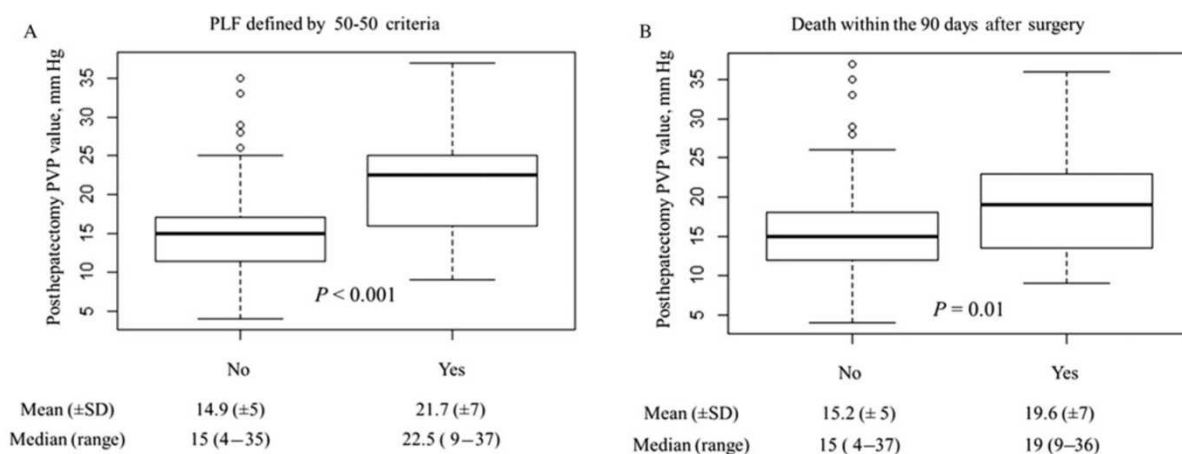 A
PLF defined by 50-50 criteria
Posthepatectomy PVP value, mm Hg
35
30
25
20
15
10
5
P < 0.001
No Yes
Mean (±SD) 14.9 (±5) 21.7 (±7)
Median (range) 15 (4–35) 22.5 ( 9–37)
B
Death within the 90 days after surgery
Posthepatectomy PVP value, mm Hg
35
30
25
20
15
10
5
P = 0.01
No Yes
Mean (±SD) 15.2 (± 5) 19.6 (±7)
Median (range) 15 ( 4–37) 19 (9–36)